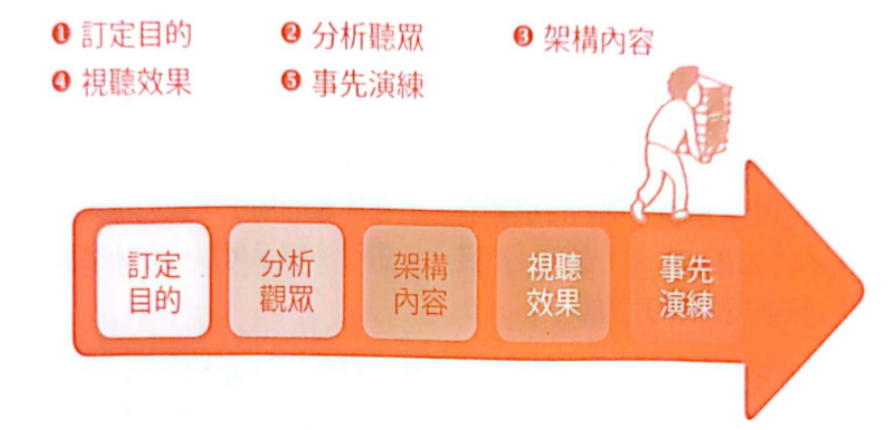 ❶ 訂定目的 ❷ 分析聽眾 ❸ 架構內容
❹ 視聽效果 ❺ 事先演練
訂定
目的
分析
觀眾
架構
內容
視聽
效果
事先
演練